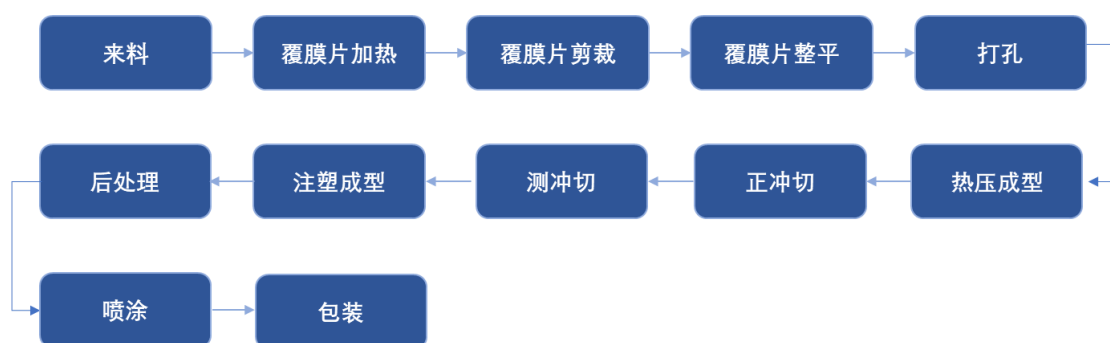 来料
覆膜片加热
覆膜片剪裁
覆膜片整平
打孔
热压成型
正冲切
测冲切
注塑成型
后处理
喷涂
包装